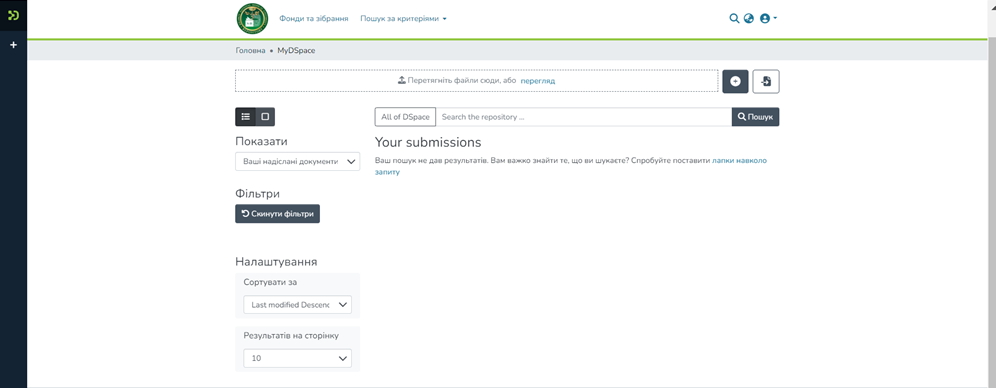 Фонди та зібрання Пошук за критеріями
Головна • MyDSpace
Перетягніть файли сюди, або перегляд
All of DSpace Search the repository ... Пошук
Показати
Your submissions
Ваші надіслані документи
Ваш пошук не дав результатів. Вам важко знайти те, що ви шукаєте? Спробуйте поставити лапки навколо
запиту
Фільтри
Скинути фільтри
Налаштування
Сортувати за
Last modified Descenc
Результатів на сторінку
10